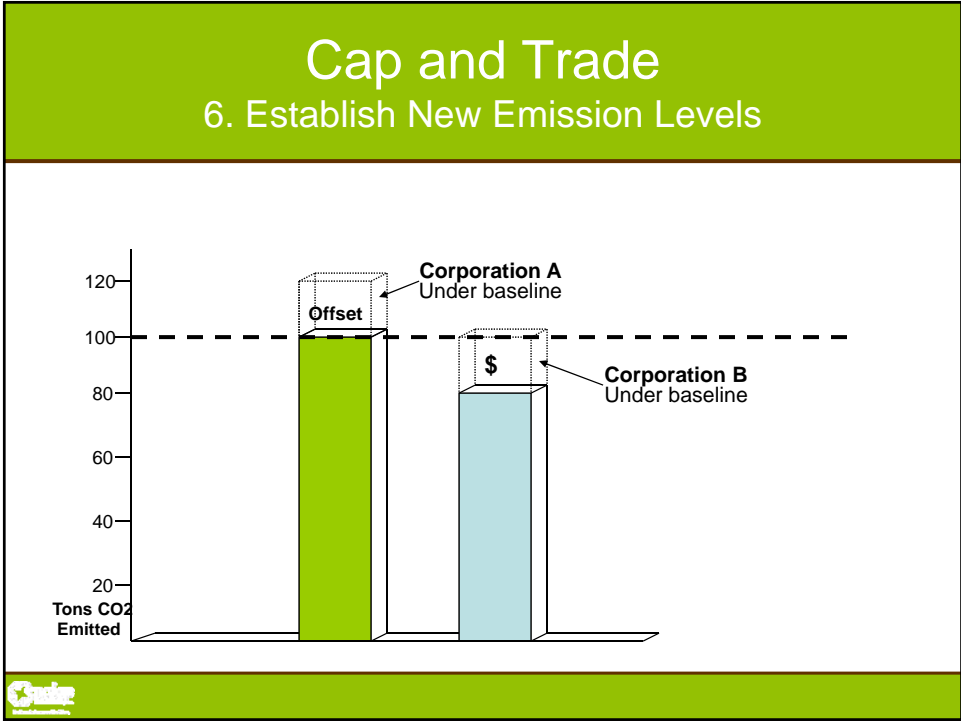 Cap and Trade
6. Establish New Emission Levels
120
100
80
60
40
20
Tons CO2
Emitted
Offset
Corporation A
Under baseline
$
Corporation B
Under baseline